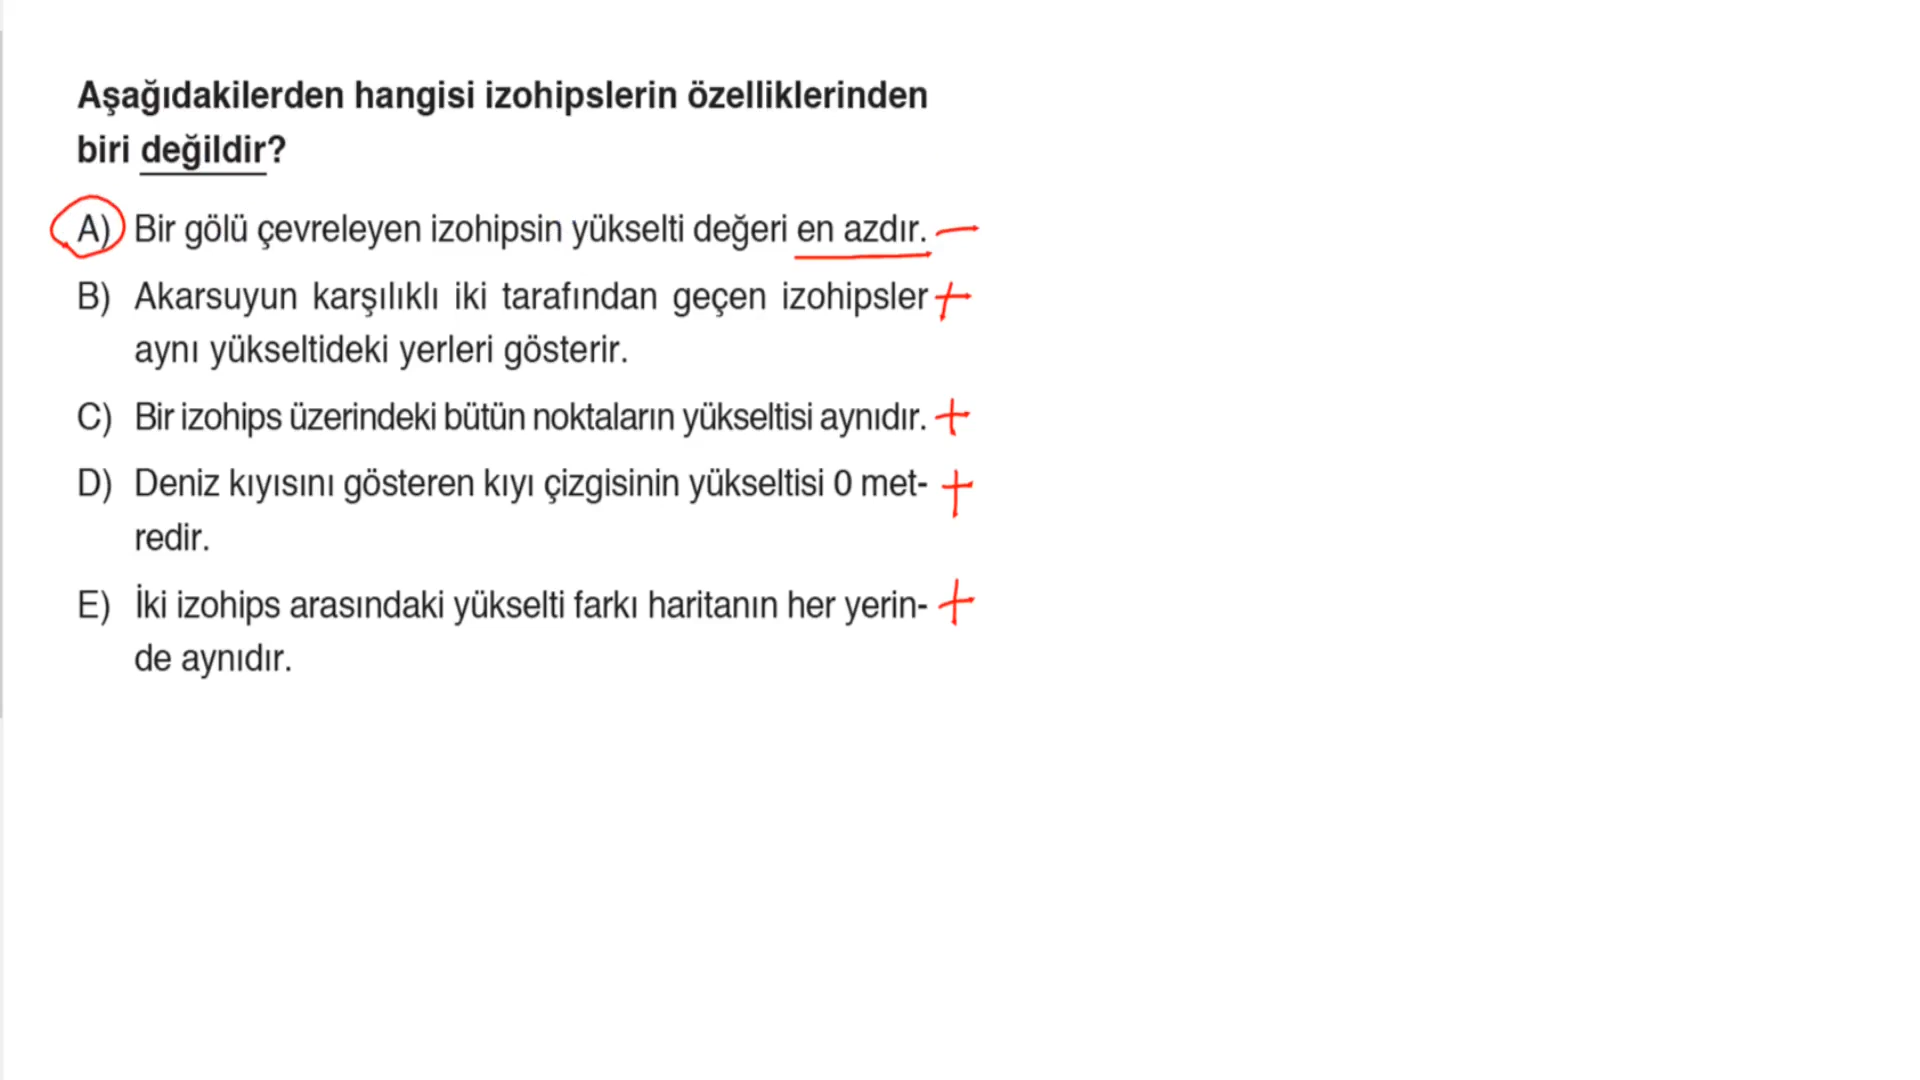 Aşağıdakilerden hangisi izohipslerin özelliklerinden
biri değildir?
A) Bir gölü çevreleyen izohipsin yükselti değeri en azdır. −
B) Akarsuyun karşılıklı iki tarafından geçen izohipsler +
aynı yükseltideki yerleri gösterir.
C) Bir izohips üzerindeki bütün noktaların yükseltisi aynıdır. +
D) Deniz kıyısını gösteren kıyı çizgisinin yükseltisi 0 met- +
redir.
E) İki izohips arasındaki yükselti farkı haritanın her yerin- +
de aynıdır.